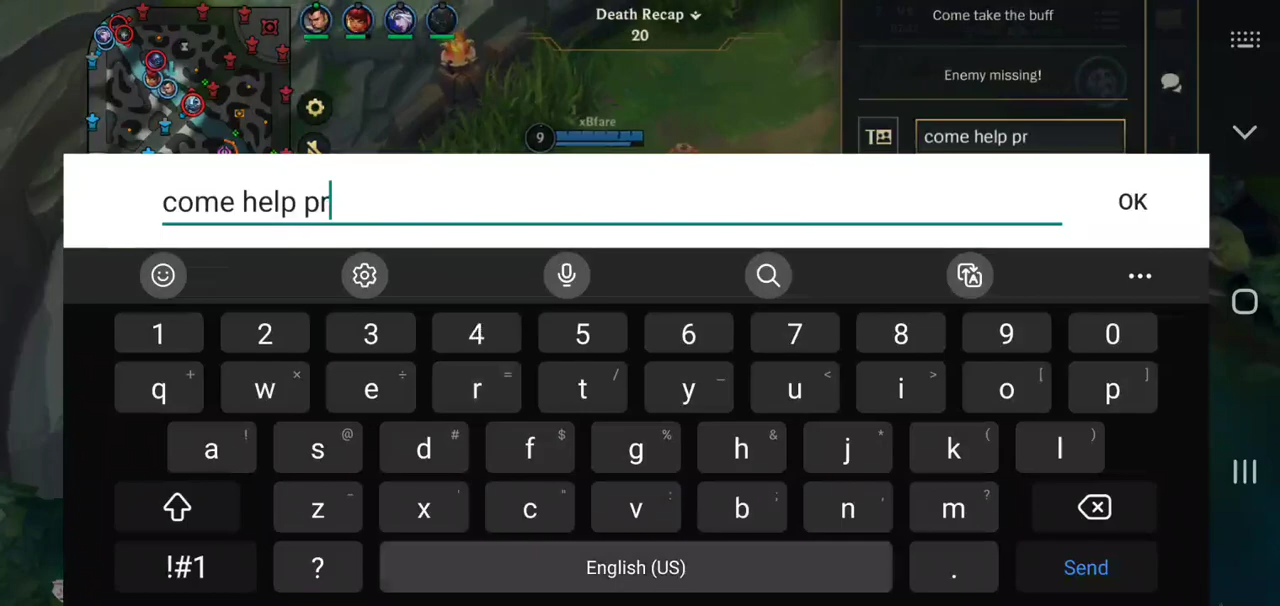 Death Recap
20
Come take the buff
Enemy missing!
xBfare
9
T
come help pr
come help pr
OK
1 2 3 4 5 6 7 8 9 0
q + w × e ÷ r = t / y _ u < i > o [ p ]
a ! s @ d # f $ g % h & j * k ( l )
z - x ' c " v : b ; n , m ?
!#1 ? English (US) . Send